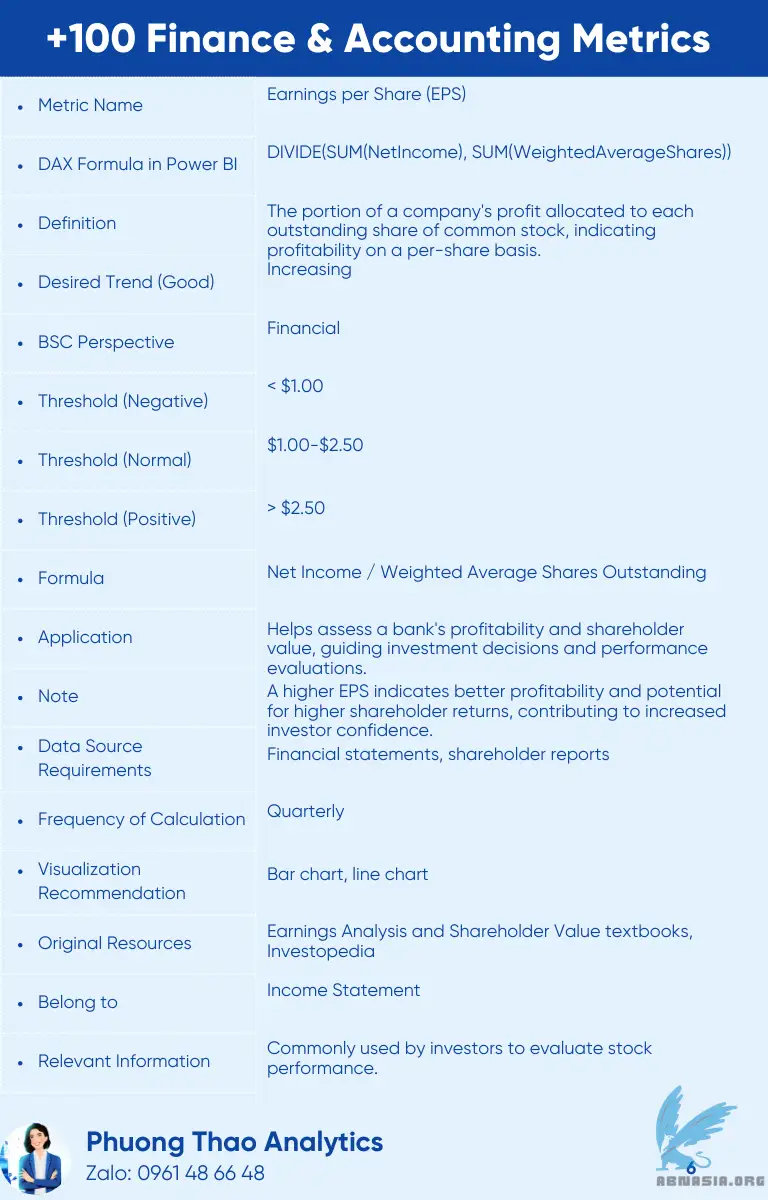 +100 Finance & Accounting Metrics
• Metric Name
Earnings per Share (EPS)
• DAX Formula in Power BI
DIVIDE(SUM(NetIncome), SUM(WeightedAverageShares))
• Definition
The portion of a company's profit allocated to each
outstanding share of common stock, indicating
profitability on a per-share basis.
• Desired Trend (Good)
Increasing
• BSC Perspective
Financial
• Threshold (Negative)
< $1.00
• Threshold (Normal)
$1.00-$2.50
• Threshold (Positive)
> $2.50
• Formula
Net Income / Weighted Average Shares Outstanding
• Application
Helps assess a bank's profitability and shareholder
value, guiding investment decisions and performance
evaluations.
• Note
A higher EPS indicates better profitability and potential
for higher shareholder returns, contributing to increased
investor confidence.
• Data Source
Requirements
Financial statements, shareholder reports
• Frequency of Calculation
Quarterly
• Visualization
Recommendation
Bar chart, line chart
• Original Resources
Earnings Analysis and Shareholder Value textbooks,
Investopedia
• Belong to
Income Statement
• Relevant Information
Commonly used by investors to evaluate stock
performance.
Phuong Thao Analytics
Zalo: 0961 48 66 48
6
ABNASIA.ORG